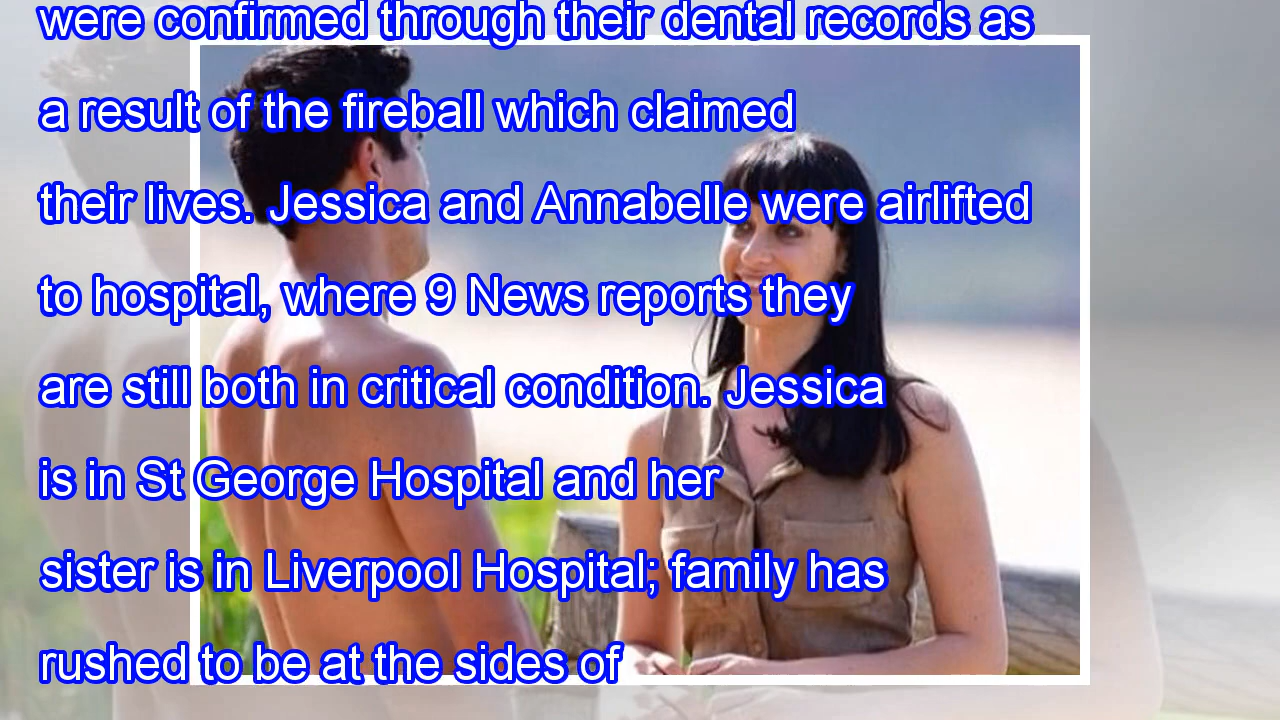 were confirmed through their dental records as
a result of the fireball which claimed
their lives. Jessica and Annabelle were airlifted
to hospital, where 9 News reports they
are still both in critical condition. Jessica
is in St George Hospital and her
sister is in Liverpool Hospital; family has
rushed to be at the sides of